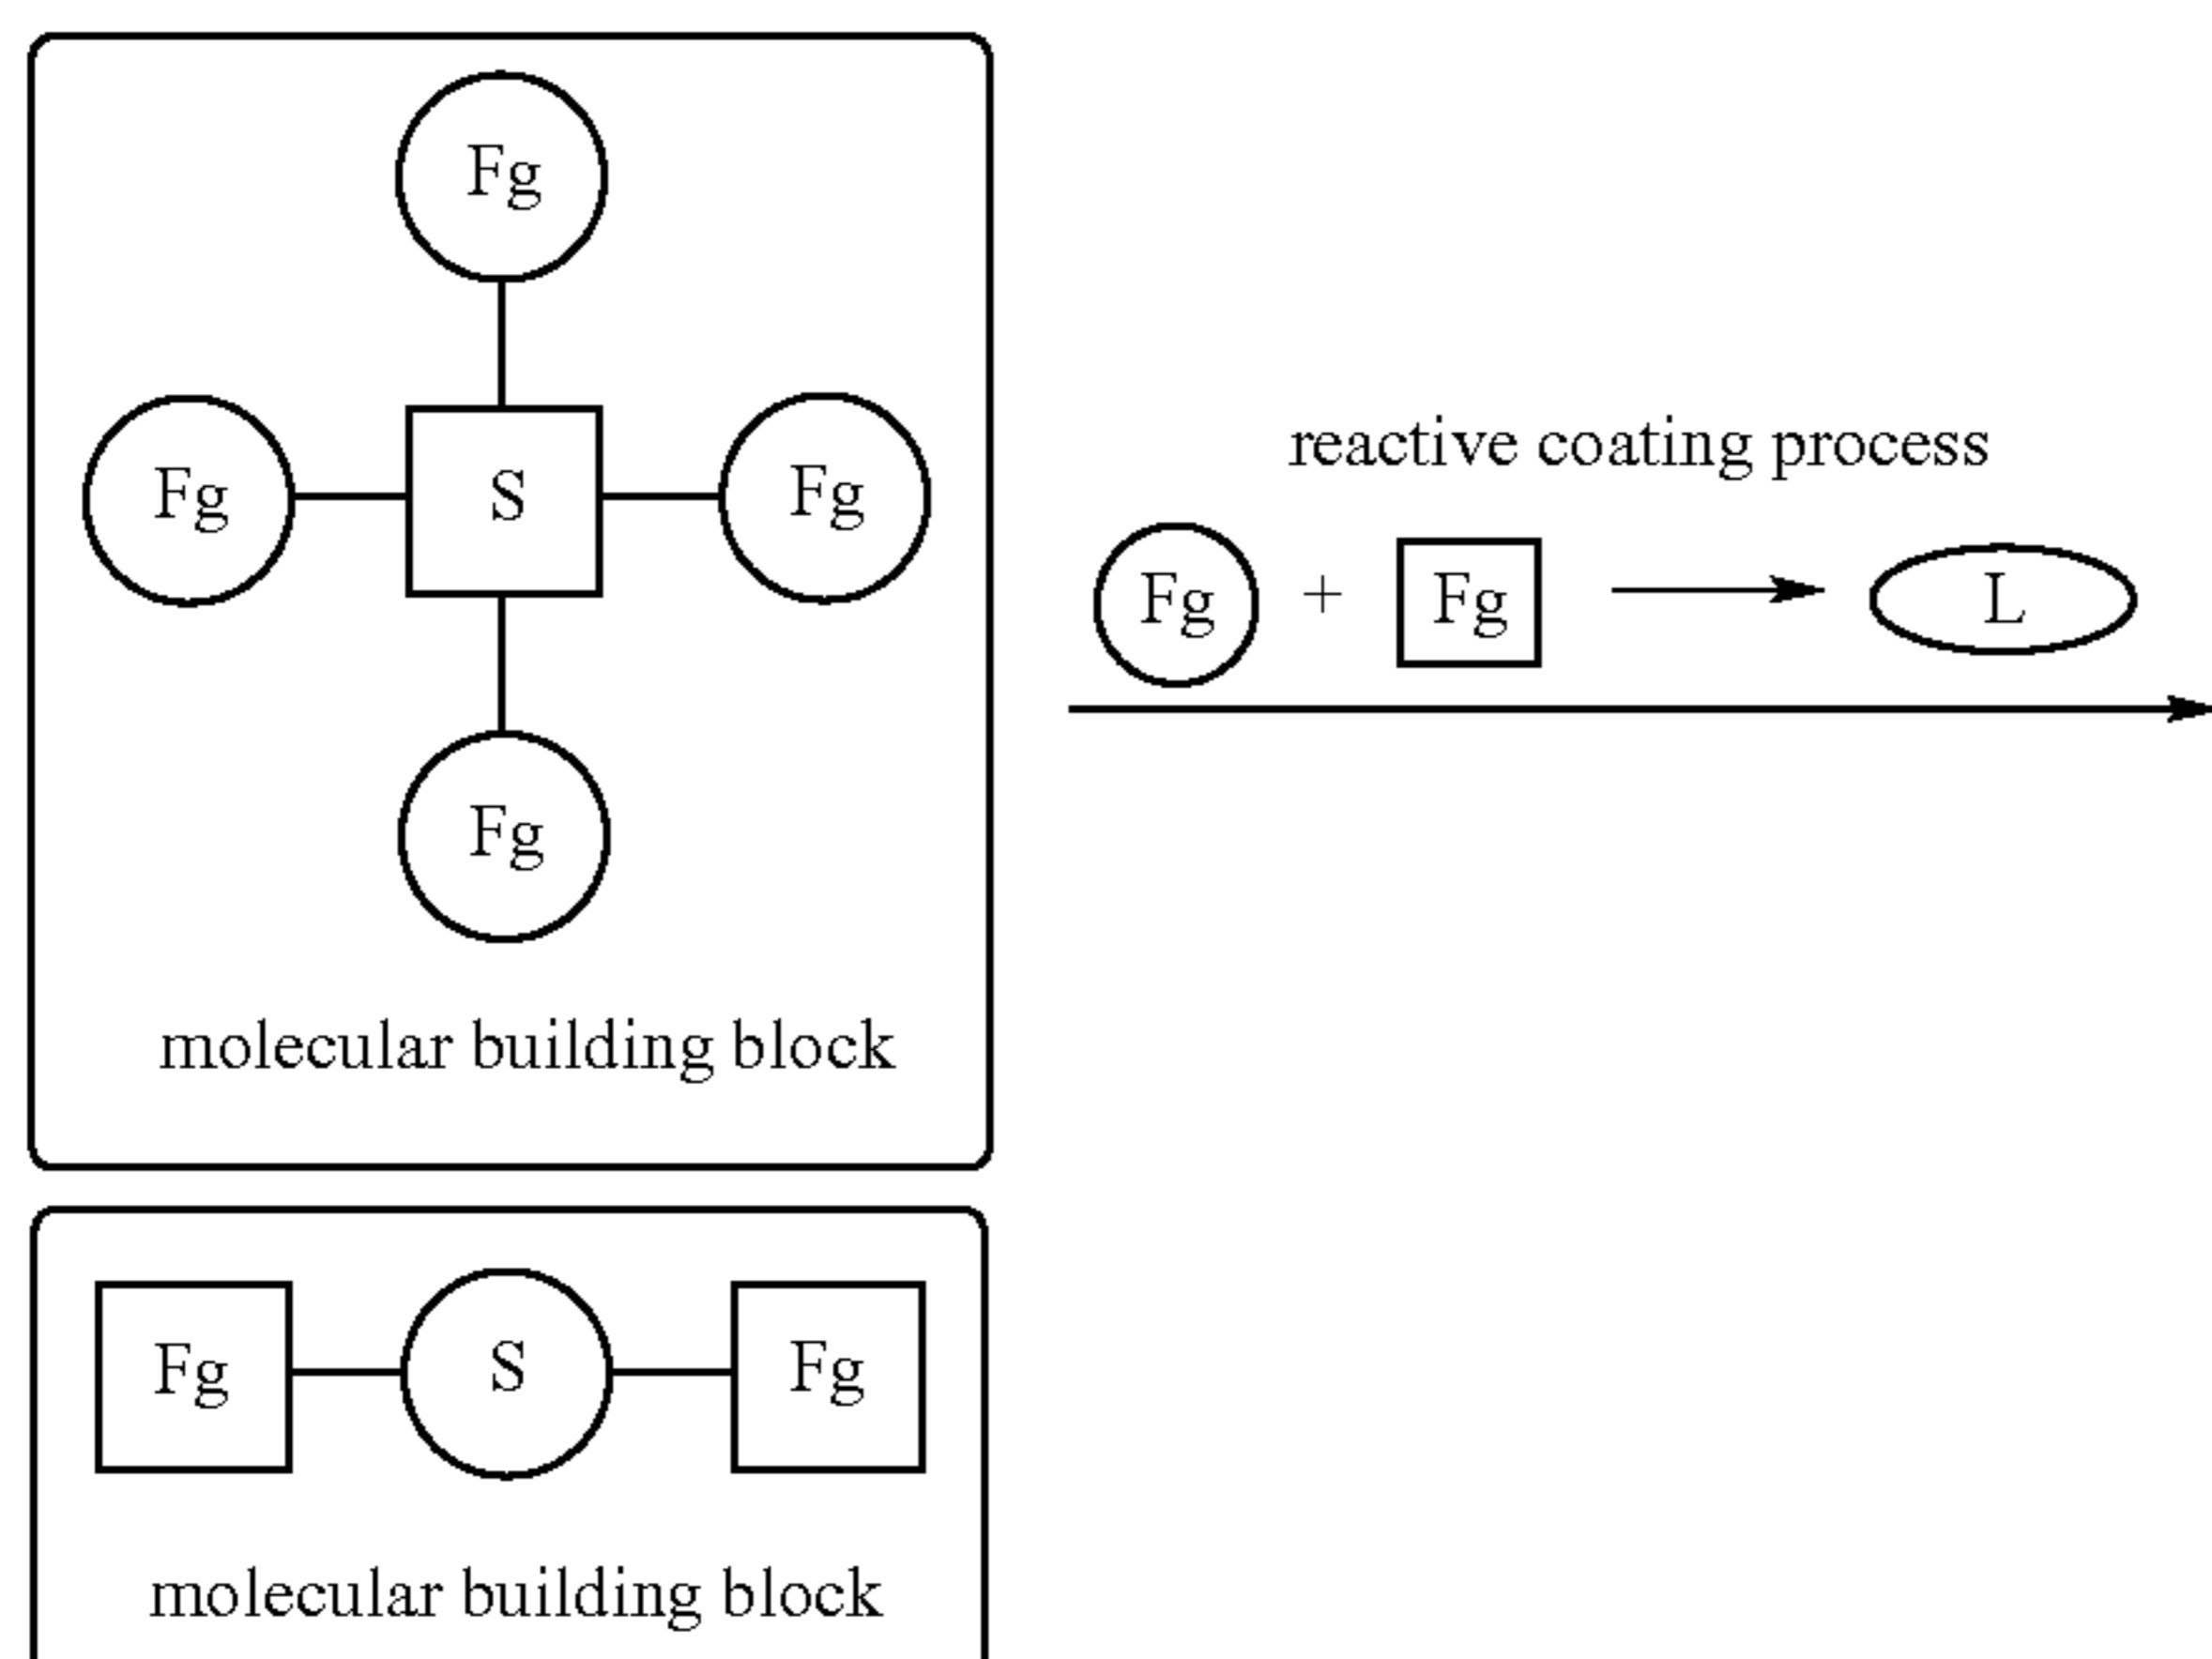 Fg
Fg S Fg
Fg
molecular building block
reactive coating process
Fg + Fg L
Fg S Fg
molecular building block